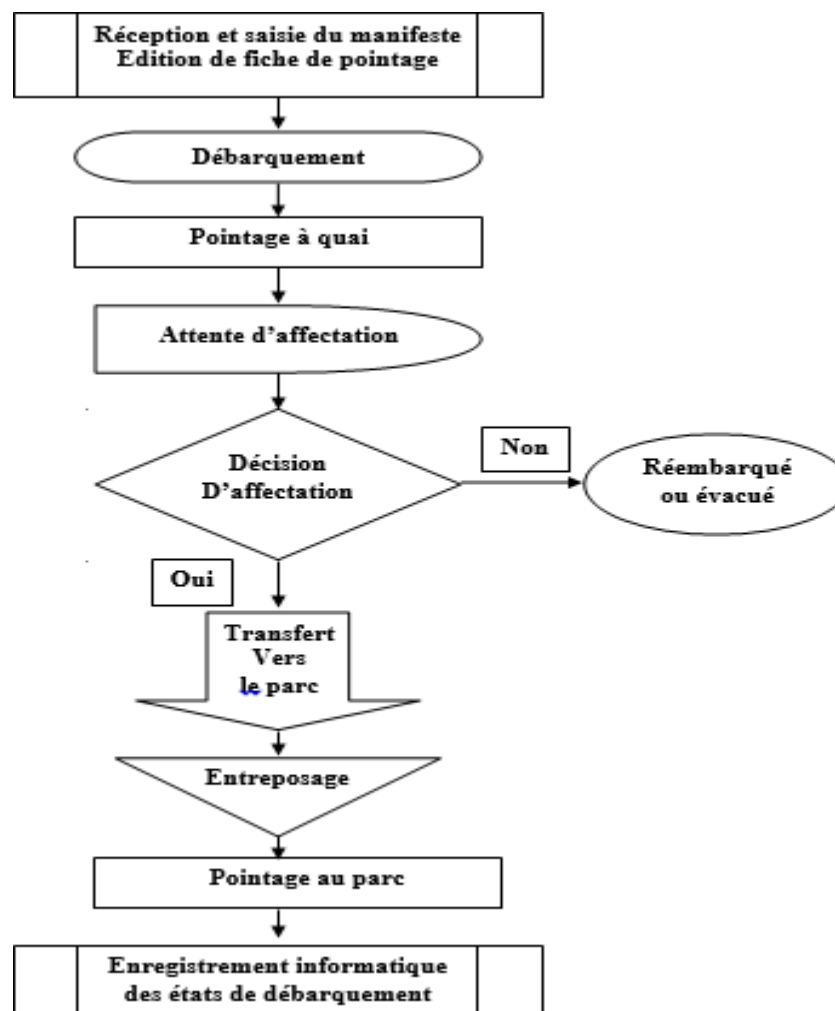 Réception et saisie du manifeste
Edition de fiche de pointage
Débarquement
Pointage à quai
Attente d’affectation
Décision
D’affectation
Non
Réembarqué
ou évacué
Oui
Transfert
Vers
le parc
Entreposage
Pointage au parc
Enregistrement informatique
des états de débarquement